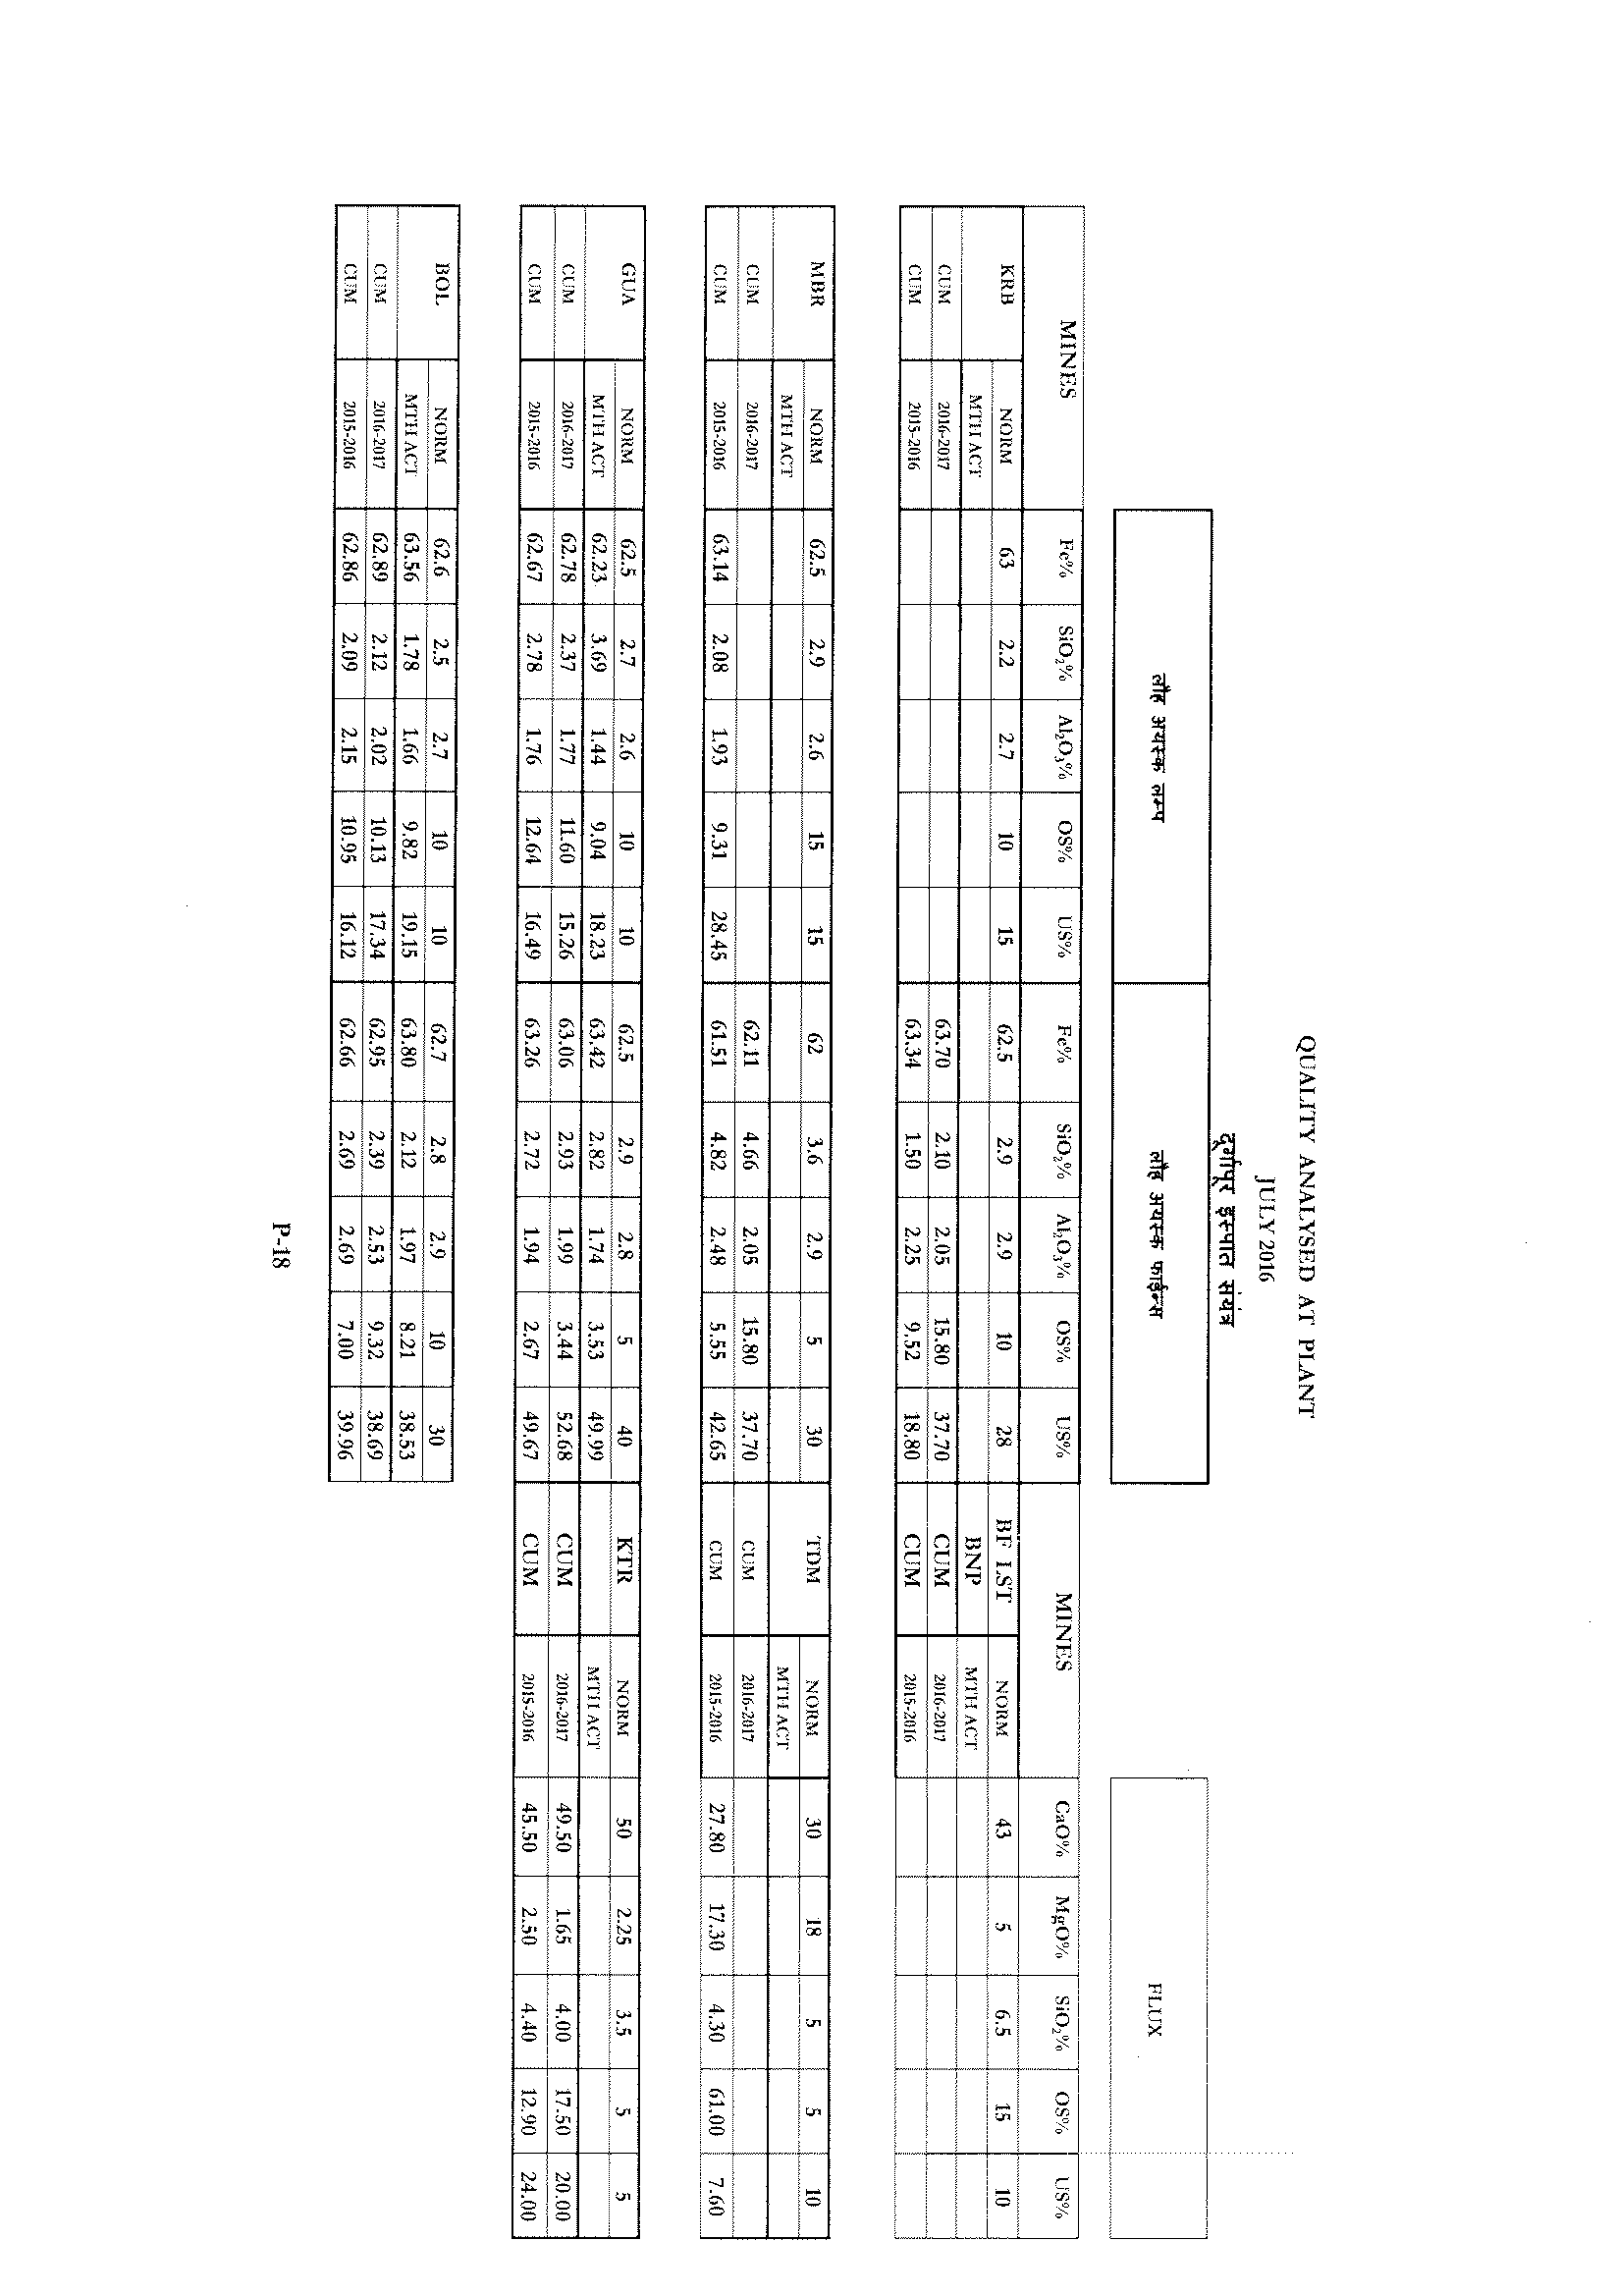 QUALITY ANALYSED AT PLANT
JULY 2016
दूर्गापूर इस्पात संयंत्र
लौह अयस्क लम्प लौह अयस्क फाईन्स FLUX
MINES Fe% SiO₂% Al₂O₃% OS% US% Fe% SiO₂% Al₂O₃% OS% US% MINES CaO% MgO% SiO₂% OS% US%
KRB NORM 63 2.2 2.7 10 15 62.5 2.9 2.9 10 28 BF LST NORM 43 5 6.5 15 10
MTH ACT BNP MTH ACT
CUM 2016-2017 63.70 2.10 2.05 15.80 37.70 CUM 2016-2017
CUM 2015-2016 63.34 1.50 2.25 9.52 18.80 CUM 2015-2016
MBR NORM 62.5 2.9 2.6 15 15 62 3.6 2.9 5 30 TDM NORM 30 18 5 5 10
MTH ACT MTH ACT
CUM 2016-2017 62.11 4.66 2.05 15.80 37.70 CUM 2016-2017
CUM 2015-2016 63.14 2.08 1.93 9.31 28.45 61.51 4.82 2.48 5.55 42.65 CUM 2015-2016 27.80 17.30 4.30 61.00 7.60
GUA NORM 62.5 2.7 2.6 10 10 62.5 2.9 2.8 5 40 KTR NORM 50 2.25 3.5 5 5
MTH ACT 62.23 3.69 1.44 9.04 18.23 63.42 2.82 1.74 3.53 49.99 MTH ACT
CUM 2016-2017 62.78 2.37 1.77 11.60 15.26 63.06 2.93 1.99 3.44 52.68 CUM 2016-2017 49.50 1.65 4.00 17.50 20.00
CUM 2015-2016 62.67 2.78 1.76 12.64 16.49 63.26 2.72 1.94 2.67 49.67 CUM 2015-2016 45.50 2.50 4.40 12.90 24.00
BOL NORM 62.6 2.5 2.7 10 10 62.7 2.8 2.9 10 30
MTH ACT 63.56 1.78 1.66 9.82 19.15 63.80 2.12 1.97 8.21 38.53
CUM 2016-2017 62.89 2.12 2.02 10.13 17.34 62.95 2.39 2.53 9.32 38.69
CUM 2015-2016 62.86 2.09 2.15 10.95 16.12 62.66 2.69 2.69 7.00 39.96
P-18